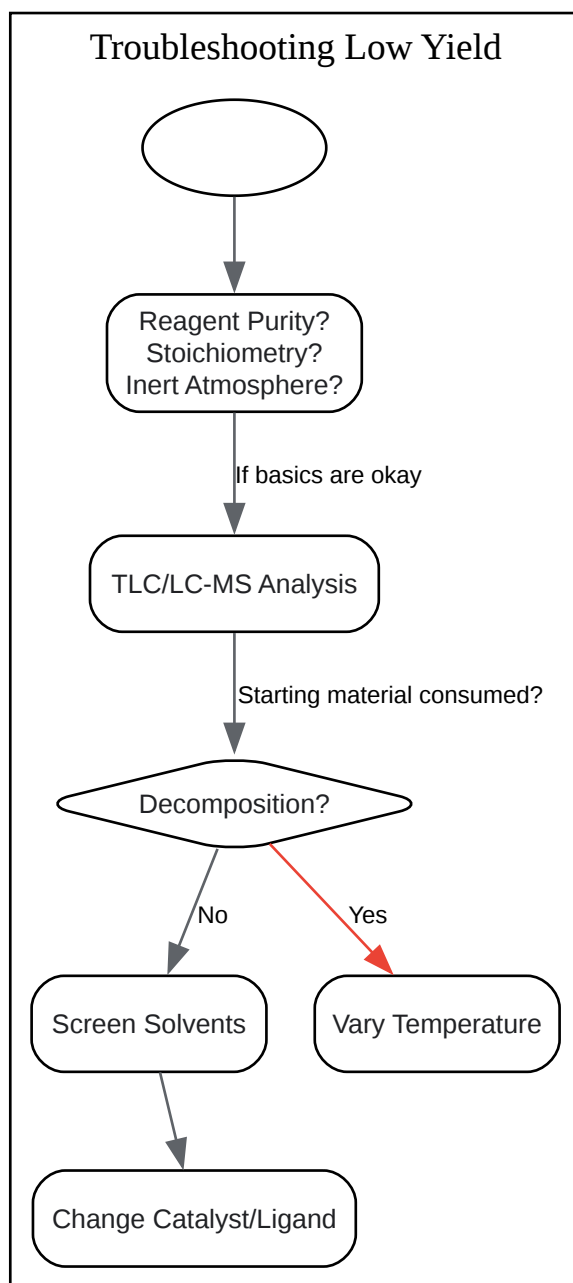 Troubleshooting Low Yield
Reagent Purity?
Stoichiometry?
Inert Atmosphere?
If basics are okay
TLC/LC-MS Analysis
Starting material consumed?
Decomposition?
No
Yes
Screen Solvents
Vary Temperature
Change Catalyst/Ligand